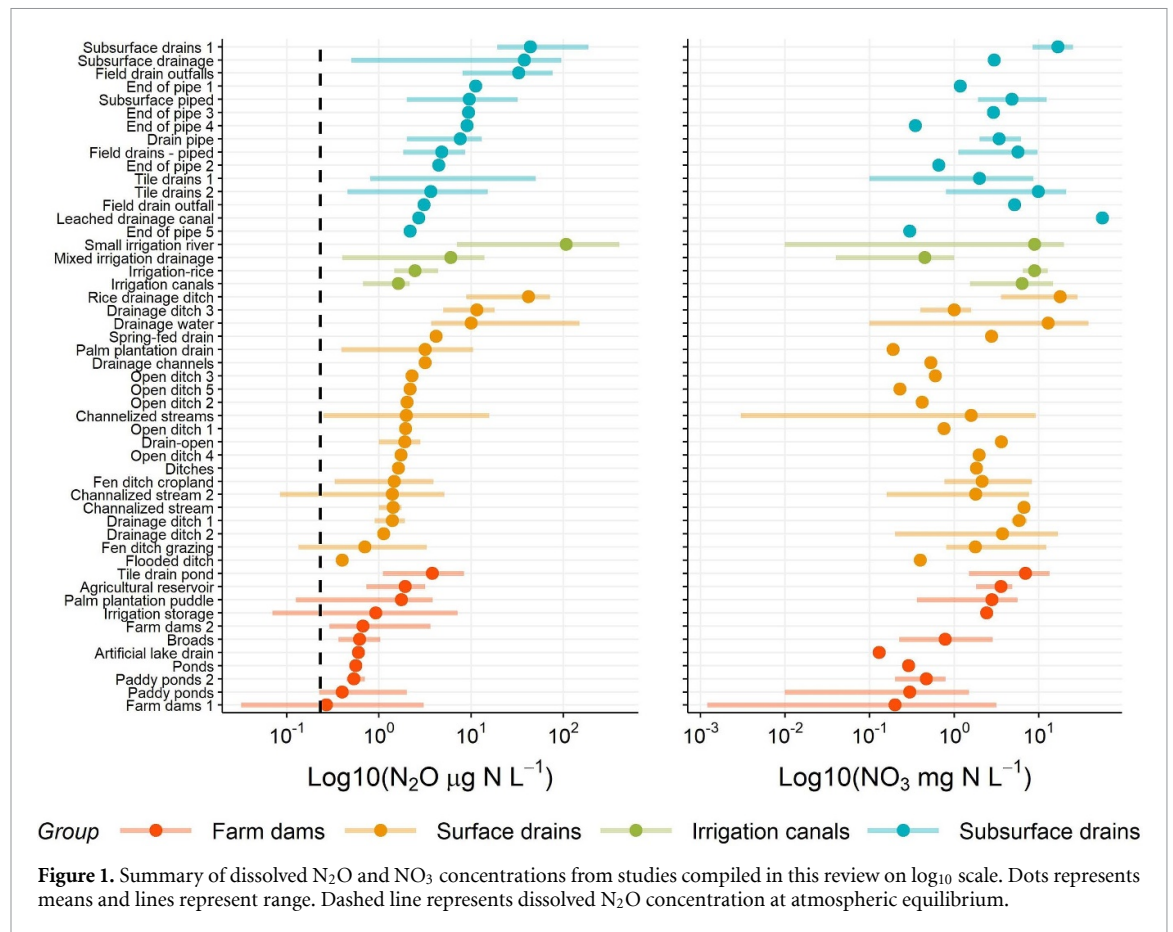 Subsurface drains 1
Subsurface drainage
Field drain outfalls
End of pipe 1
Subsurface piped
End of pipe 3
End of pipe 4
Drain pipe
Field drains - piped
End of pipe 2
Tile drains 1
Tile drains 2
Field drain outfall
Leached drainage canal
End of pipe 5
Small irrigation river
Mixed irrigation drainage
Irrigation-rice
Irrigation canals
Rice drainage ditch
Drainage ditch 3
Drainage water
Spring-fed drain
Palm plantation drain
Drainage channels
Open ditch 3
Open ditch 5
Open ditch 2
Channelized streams
Open ditch 1
Drain-open
Open ditch 4
Ditches
Fen ditch cropland
Channalized stream 2
Channalized stream
Drainage ditch 1
Drainage ditch 2
Fen ditch grazing
Flooded ditch
Tile drain pond
Agricultural reservoir
Palm plantation puddle
Irrigation storage
Farm dams 2
Broads
Artificial lake drain
Ponds
Paddy ponds 2
Paddy ponds
Farm dams 1
10⁻¹ 10⁰ 10¹ 10²
Log10(N₂O µg N L⁻¹)
10⁻³ 10⁻² 10⁻¹ 10⁰ 10¹
Log10(NO₃ mg N L⁻¹)
Group Farm dams Surface drains Irrigation canals Subsurface drains
Figure 1. Summary of dissolved N₂O and NO₃ concentrations from studies compiled in this review on log₁₀ scale. Dots represents
means and lines represent range. Dashed line represents dissolved N₂O concentration at atmospheric equilibrium.